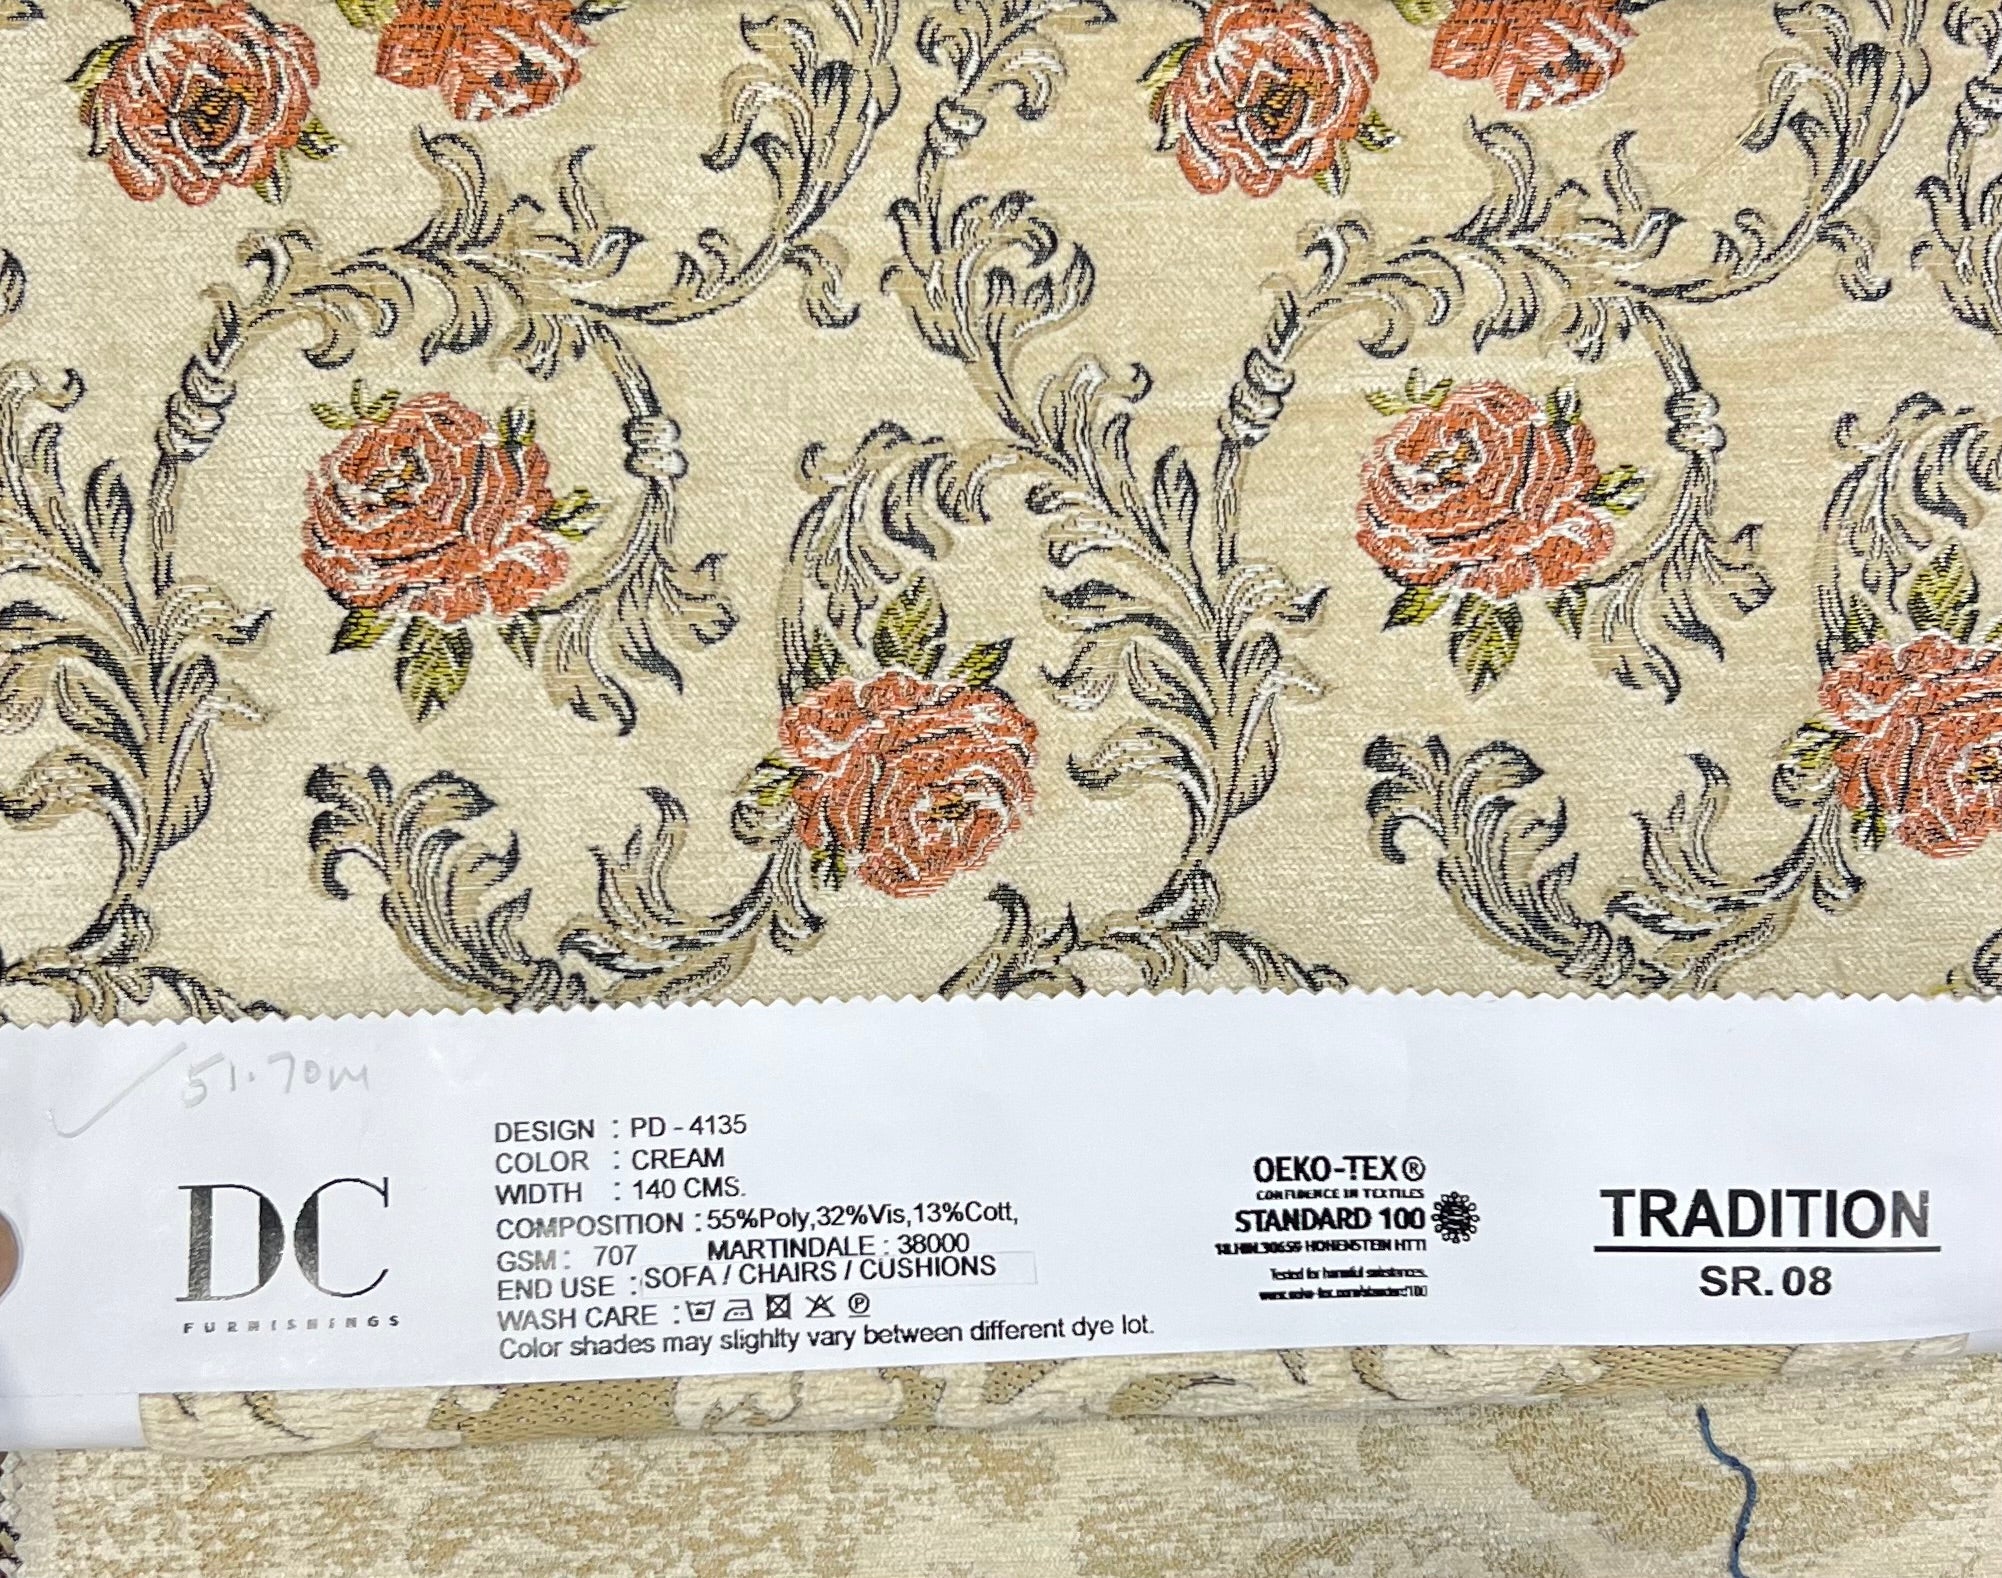 51.70m
DC
FURNISHINGS
DESIGN : PD - 4135
COLOR : CREAM
WIDTH : 140 CMS.
COMPOSITION : 55%Poly,32%Vis,13%Cott,
GSM : 707 MARTINDALE : 38000
END USE : SOFA / CHAIRS / CUSHIONS
WASH CARE :
Color shades may slighlty vary between different dye lot.
OEKO-TEX®
CONFIDENCE IN TEXTILES
STANDARD 100
HOHENSTEIN HTTI
Tested for harmful substances.
TRADITION
SR. 08